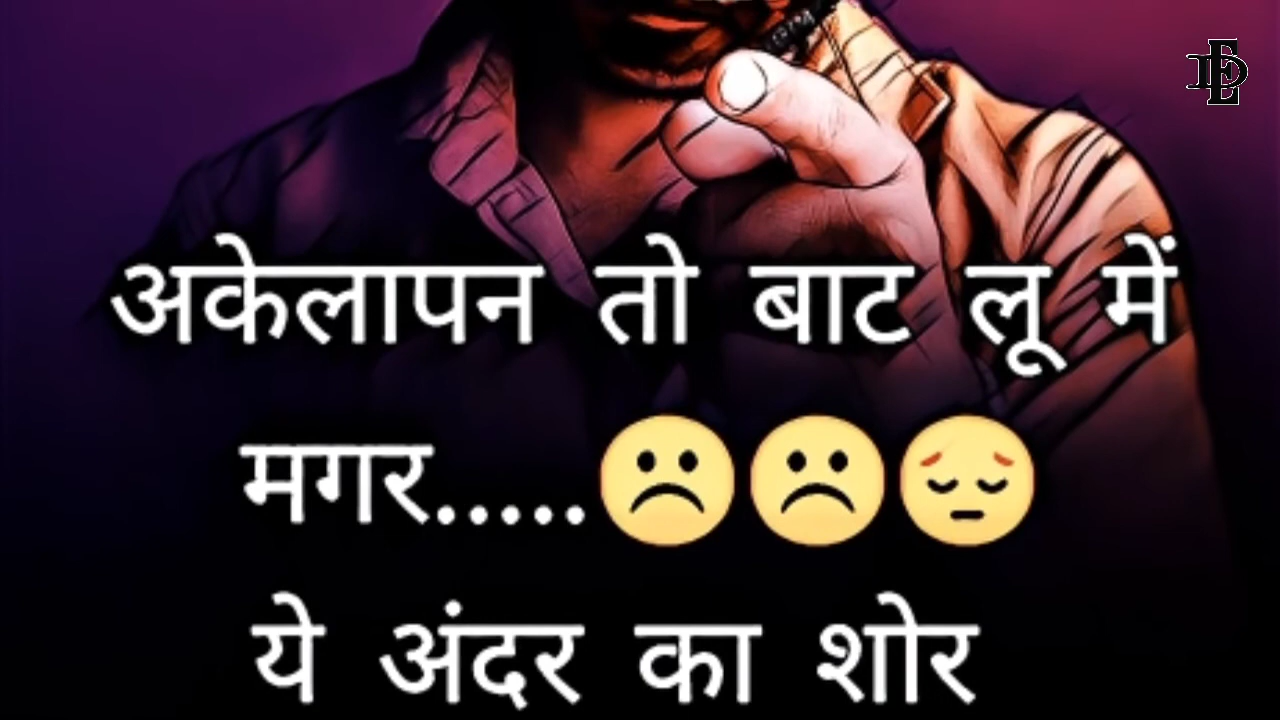 अकेलापन तो बाट लू में
मगर.....☹️☹️😔
ये अंदर का शोर